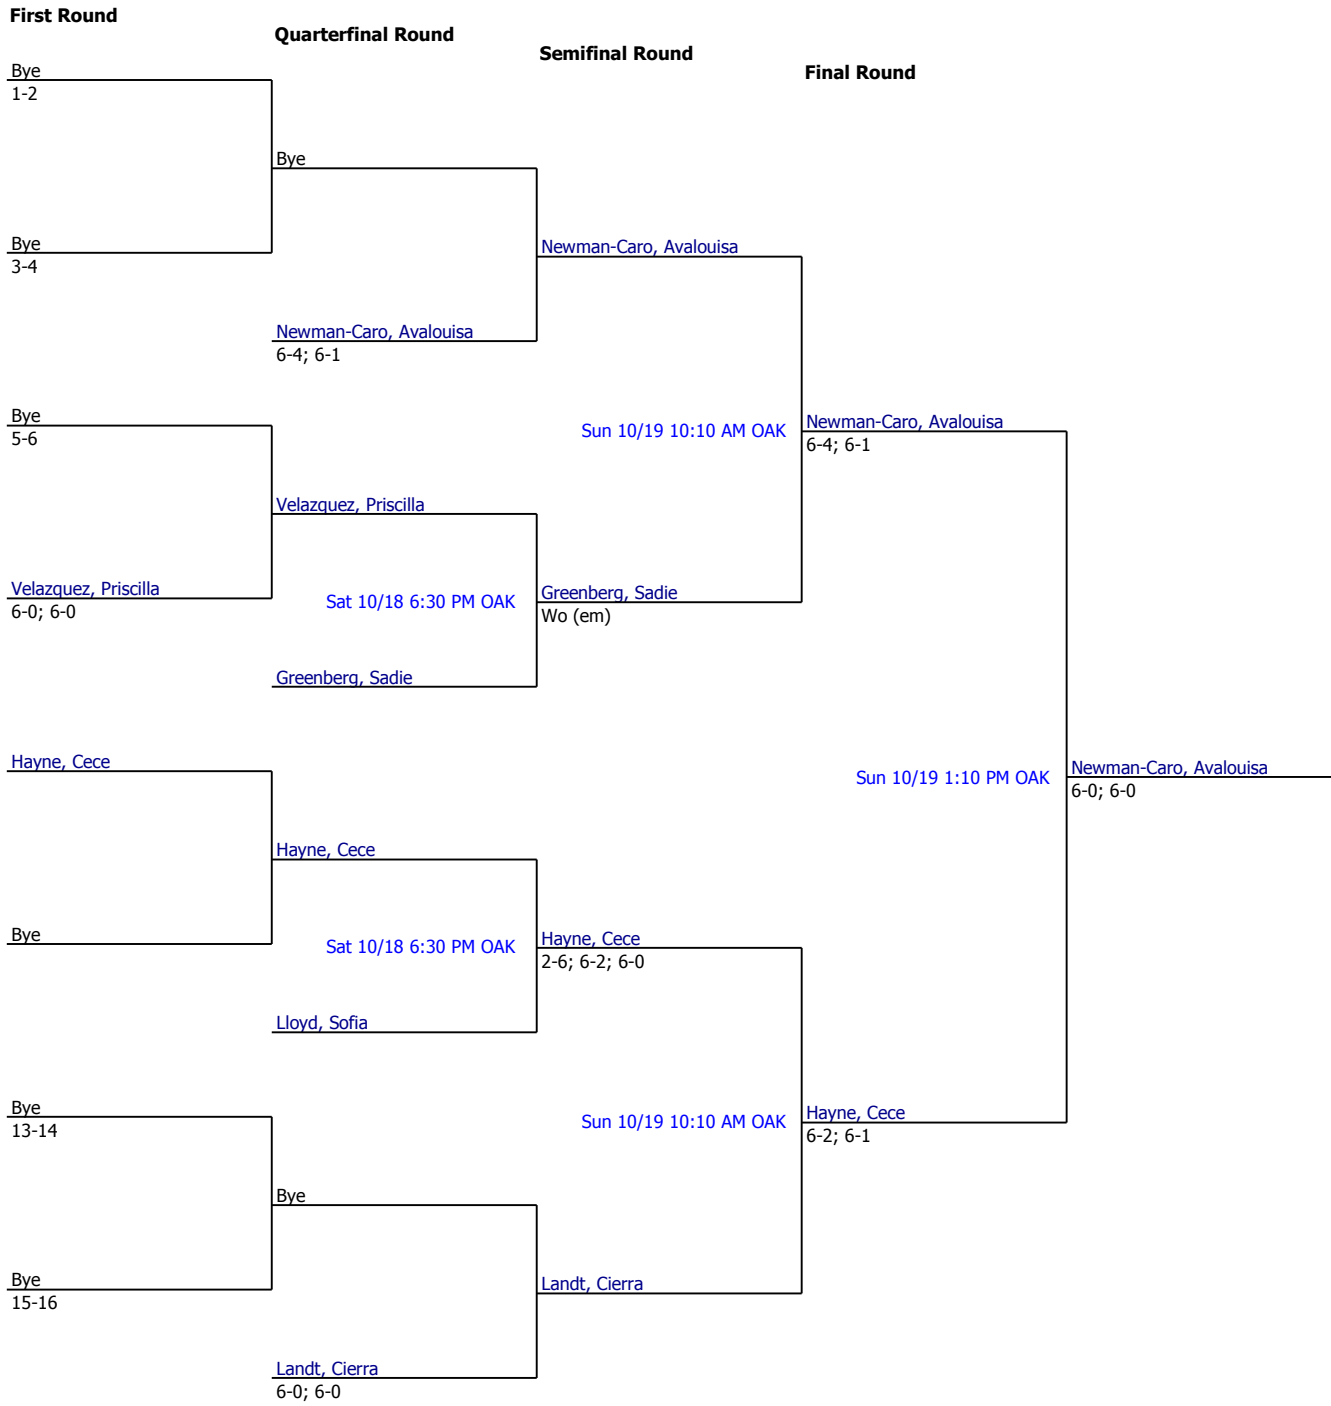 First Round
Quarterfinal Round
Semifinal Round
Final Round
Bye
1-2
Bye
Bye
3-4
Newman-Caro, Avalouisa
Newman-Caro, Avalouisa
6-4; 6-1
Bye
5-6
Sun 10/19 10:10 AM OAK
Newman-Caro, Avalouisa
6-4; 6-1
Velazquez, Priscilla
Velazquez, Priscilla
6-0; 6-0
Sat 10/18 6:30 PM OAK
Greenberg, Sadie
Wo (em)
Greenberg, Sadie
Hayne, Cece
Sun 10/19 1:10 PM OAK
Newman-Caro, Avalouisa
6-0; 6-0
Hayne, Cece
Bye
Sat 10/18 6:30 PM OAK
Hayne, Cece
2-6; 6-2; 6-0
Lloyd, Sofia
Bye
13-14
Sun 10/19 10:10 AM OAK
Hayne, Cece
6-2; 6-1
Bye
Bye
15-16
Landt, Cierra
Landt, Cierra
6-0; 6-0